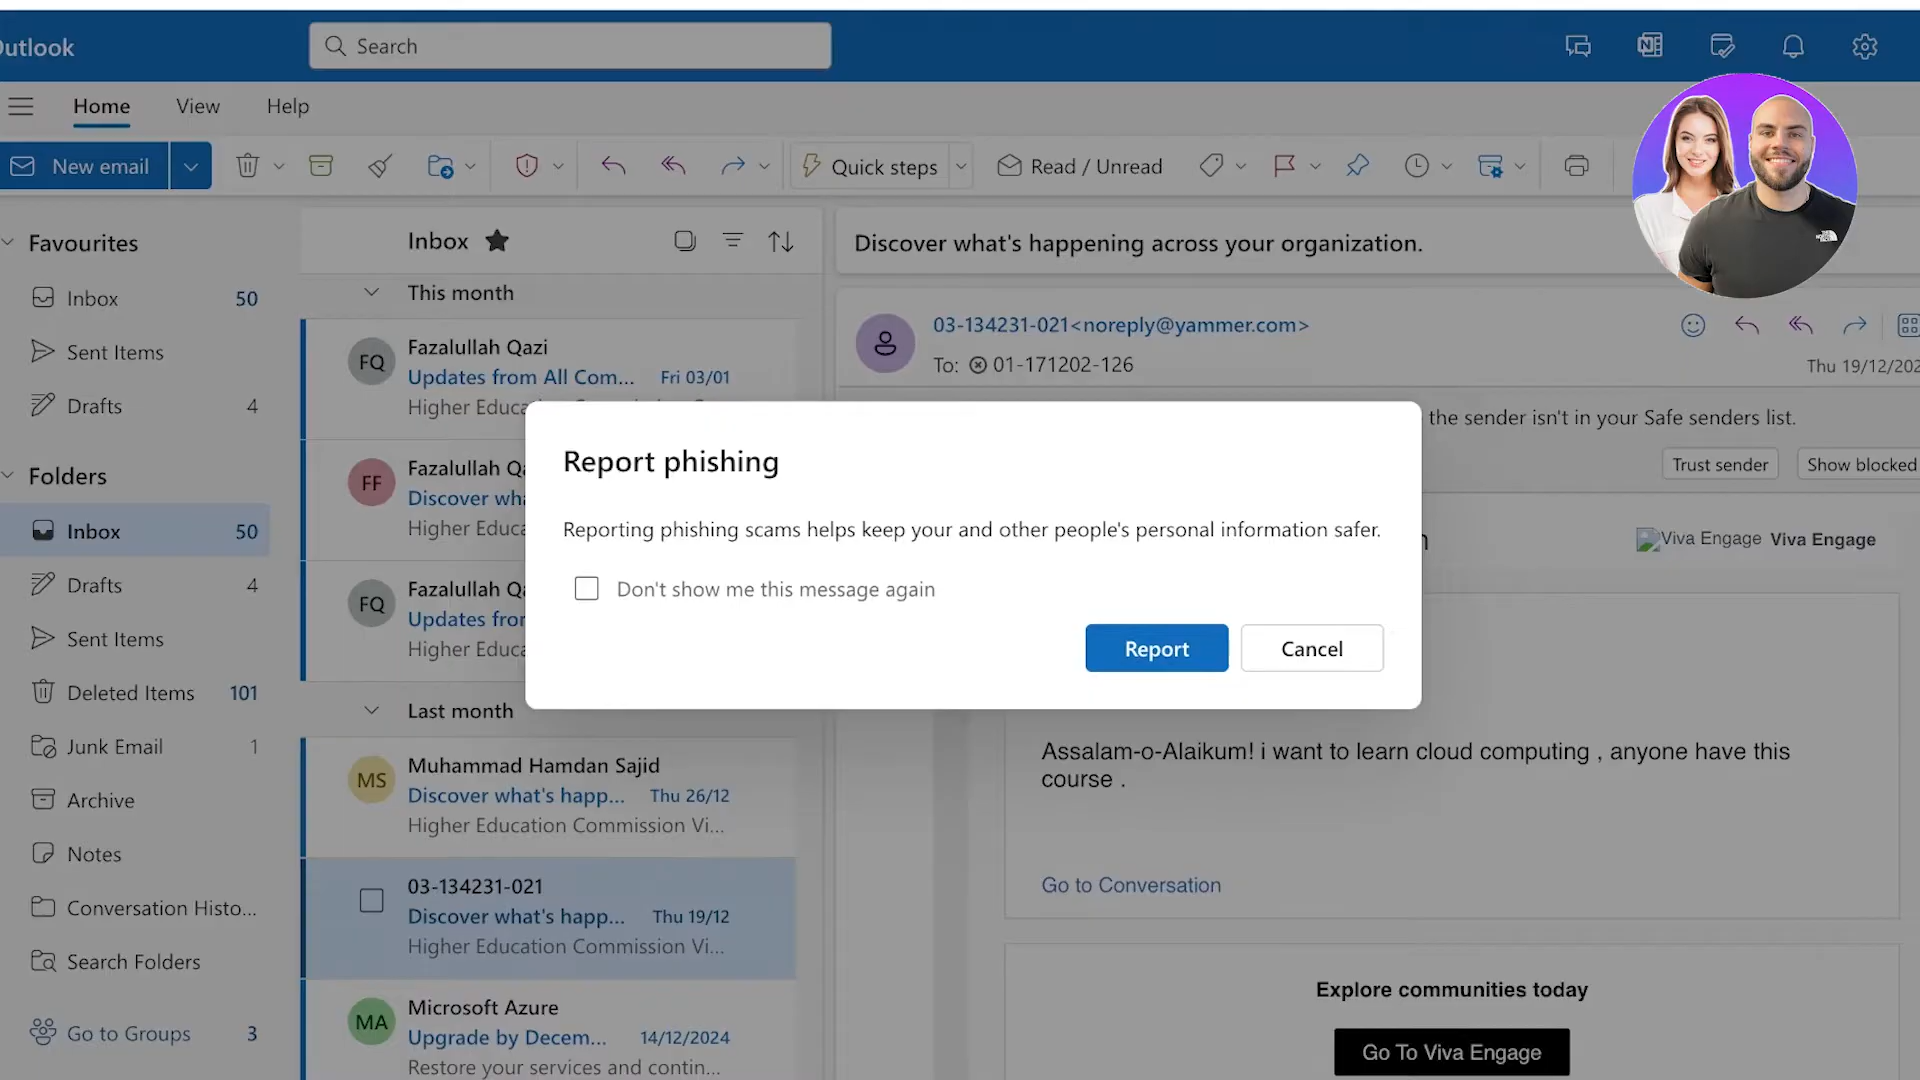 Outlook
Search
Home
View
Help
New email
Quick steps
Read / Unread
Favourites
Inbox 50
Sent Items
Drafts 4
Folders
Inbox 50
Drafts 4
Sent Items
Deleted Items 101
Junk Email 1
Archive
Notes
Conversation Histo...
Search Folders
Go to Groups 3
Inbox
This month
FQ
Fazalullah Qazi
Updates from All Com... Fri 03/01
Higher Educa
FF
Fazalullah Qa
Discover wha
Higher Educa
FQ
Fazalullah Qa
Updates fror
Higher Educa
Last month
MS
Muhammad Hamdan Sajid
Discover what's happ... Thu 26/12
Higher Education Commission Vi...
03-134231-021
Discover what's happ... Thu 19/12
Higher Education Commission Vi...
MA
Microsoft Azure
Upgrade by Decem... 14/12/2024
Restore your services and contin...
Discover what's happening across your organization.
03-134231-021<noreply@yammer.com>
To: 01-171202-126
Thu 19/12/202
the sender isn't in your Safe senders list.
Trust sender
Show blocked
Viva Engage Viva Engage
Report phishing
Reporting phishing scams helps keep your and other people's personal information safer.
Don't show me this message again
Report
Cancel
Assalam-o-Alaikum! i want to learn cloud computing , anyone have this
course .
Go to Conversation
Explore communities today
Go To Viva Engage